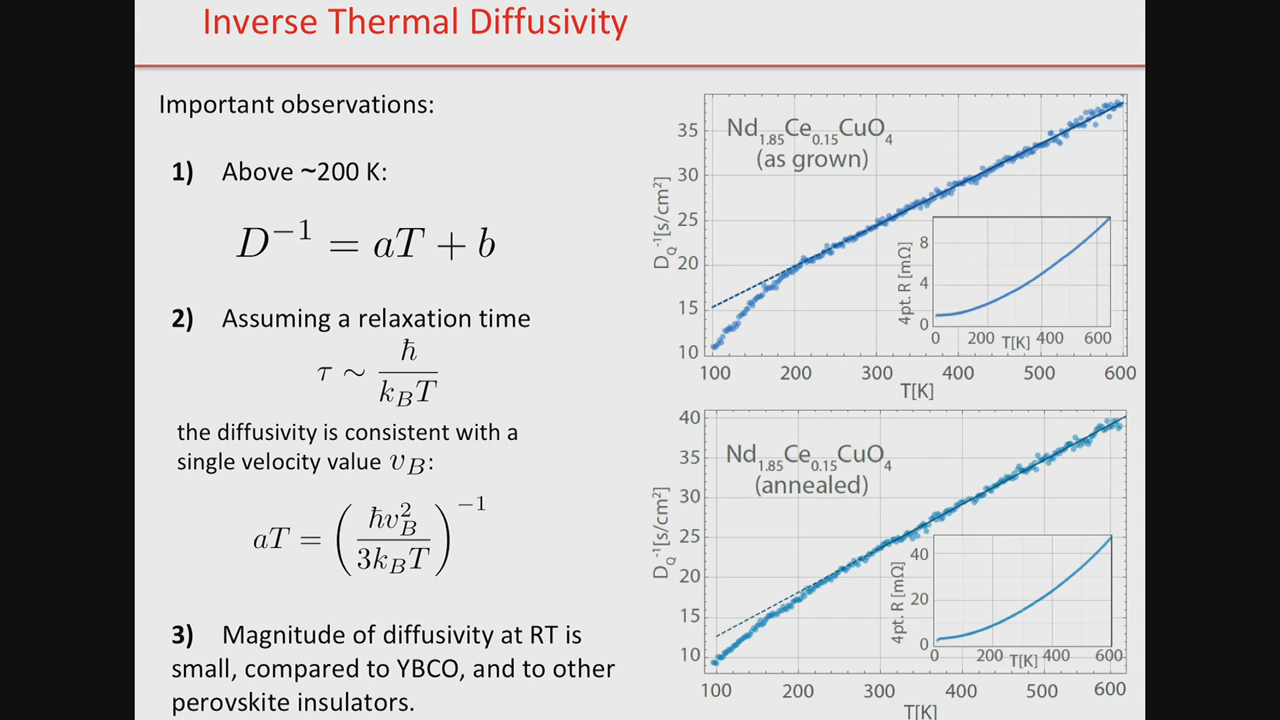 Inverse Thermal Diffusivity
Important observations:
1) Above ~200 K:
D⁻¹ = aT + b
2) Assuming a relaxation time
τ ∼ ℏ / k_B T
the diffusivity is consistent with a
single velocity value v_B:
aT = ( ℏv_B² / 3k_B T )⁻¹
3) Magnitude of diffusivity at RT is
small, compared to YBCO, and to other
perovskite insulators.
Nd₁.₈₅Ce₀.₁₅CuO₄
(as grown)
D_Q⁻¹[s/cm²]
35
30
25
20
15
10
100 200 300 400 500 600
T[K]
4pt. R [mΩ]
8
4
0
0 200 400 600
T[K]
Nd₁.₈₅Ce₀.₁₅CuO₄
(annealed)
D_Q⁻¹[s/cm²]
40
35
30
25
20
15
10
100 200 300 400 500 600
T[K]
4pt. R [mΩ]
40
20
0
0 200 400 600
T[K]